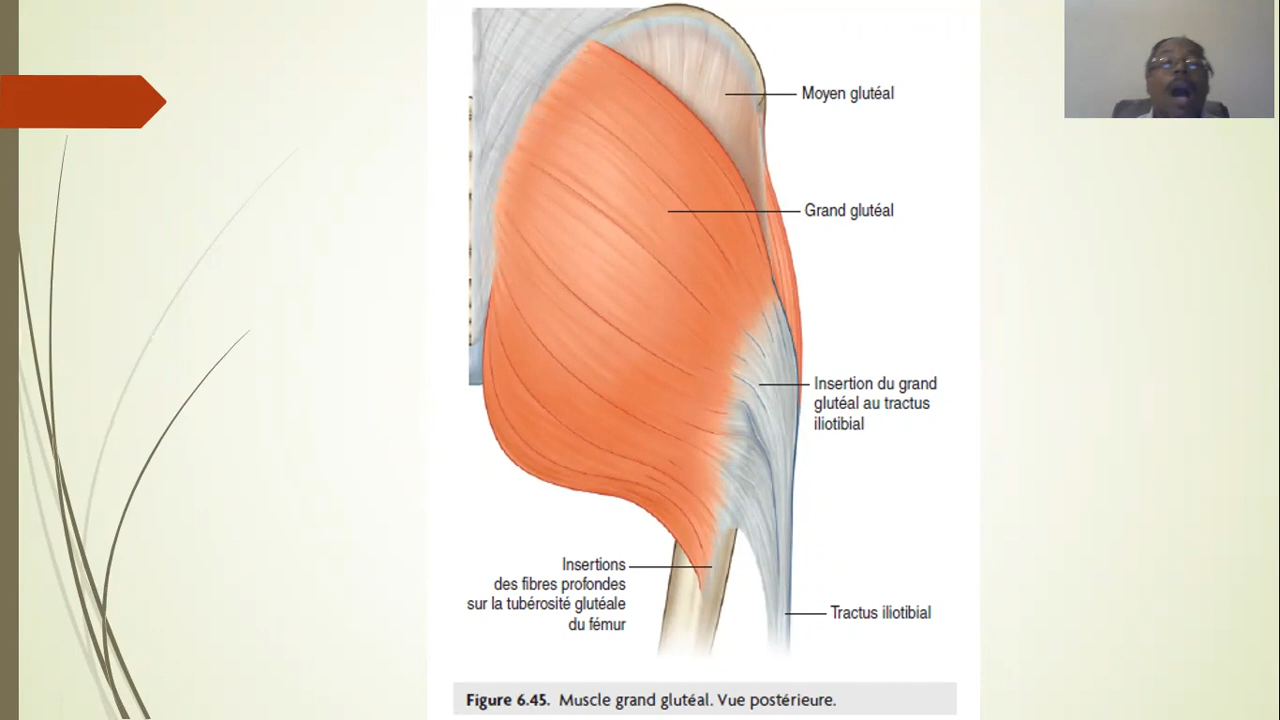 Moyen glutéal
Grand glutéal
Insertion du grand
glutéal au tractus
iliotibial
Insertions
des fibres profondes
sur la tubérosité glutéale
du fémur
Tractus iliotibial
Figure 6.45. Muscle grand glutéal. Vue postérieure.